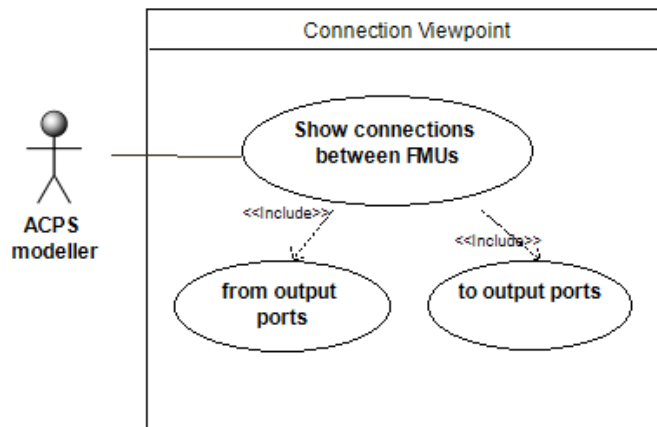 Connection Viewpoint
Show connections
between FMUs
ACPS
modeller
<<Include>>
<<Include>>
from output
ports
to output ports